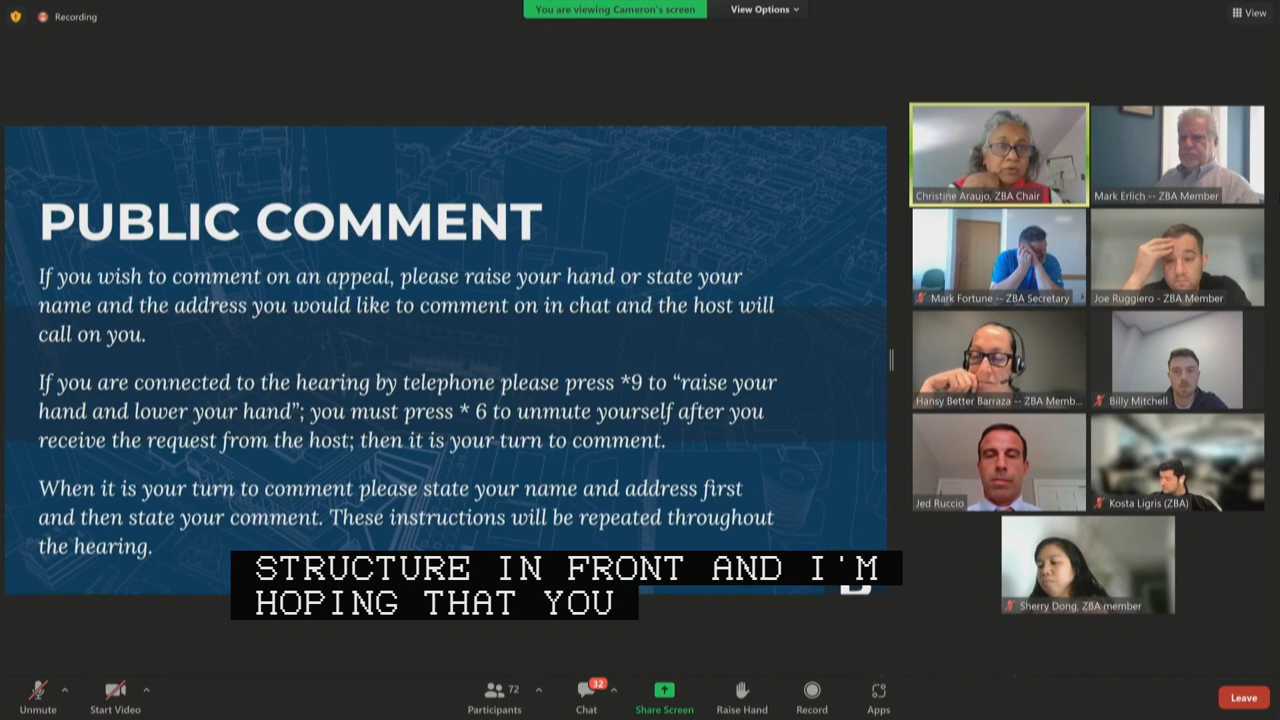 Recording
You are viewing Cameron's screen
View Options
View
PUBLIC COMMENT
If you wish to comment on an appeal, please raise your hand or state your
name and the address you would like to comment on in chat and the host will
call on you.
If you are connected to the hearing by telephone please press *9 to “raise your
hand and lower your hand”; you must press * 6 to unmute yourself after you
receive the request from the host; then it is your turn to comment.
When it is your turn to comment please state your name and address first
and then state your comment. These instructions will be repeated throughout
the hearing.
STRUCTURE IN FRONT AND I'M
HOPING THAT YOU
Christine Araujo, ZBA Chair
Mark Erlich -- ZBA Member
Mark Fortune -- ZBA Secretary
Joe Ruggiero - ZBA Member
Hansy Better Barraza -- ZBA Memb...
Billy Mitchell
Jed Ruccio
Kosta Ligris (ZBA)
Sherry Dong, ZBA member
Unmute
Start Video
72
Participants
32
Chat
Share Screen
Raise Hand
Record
Apps
Leave